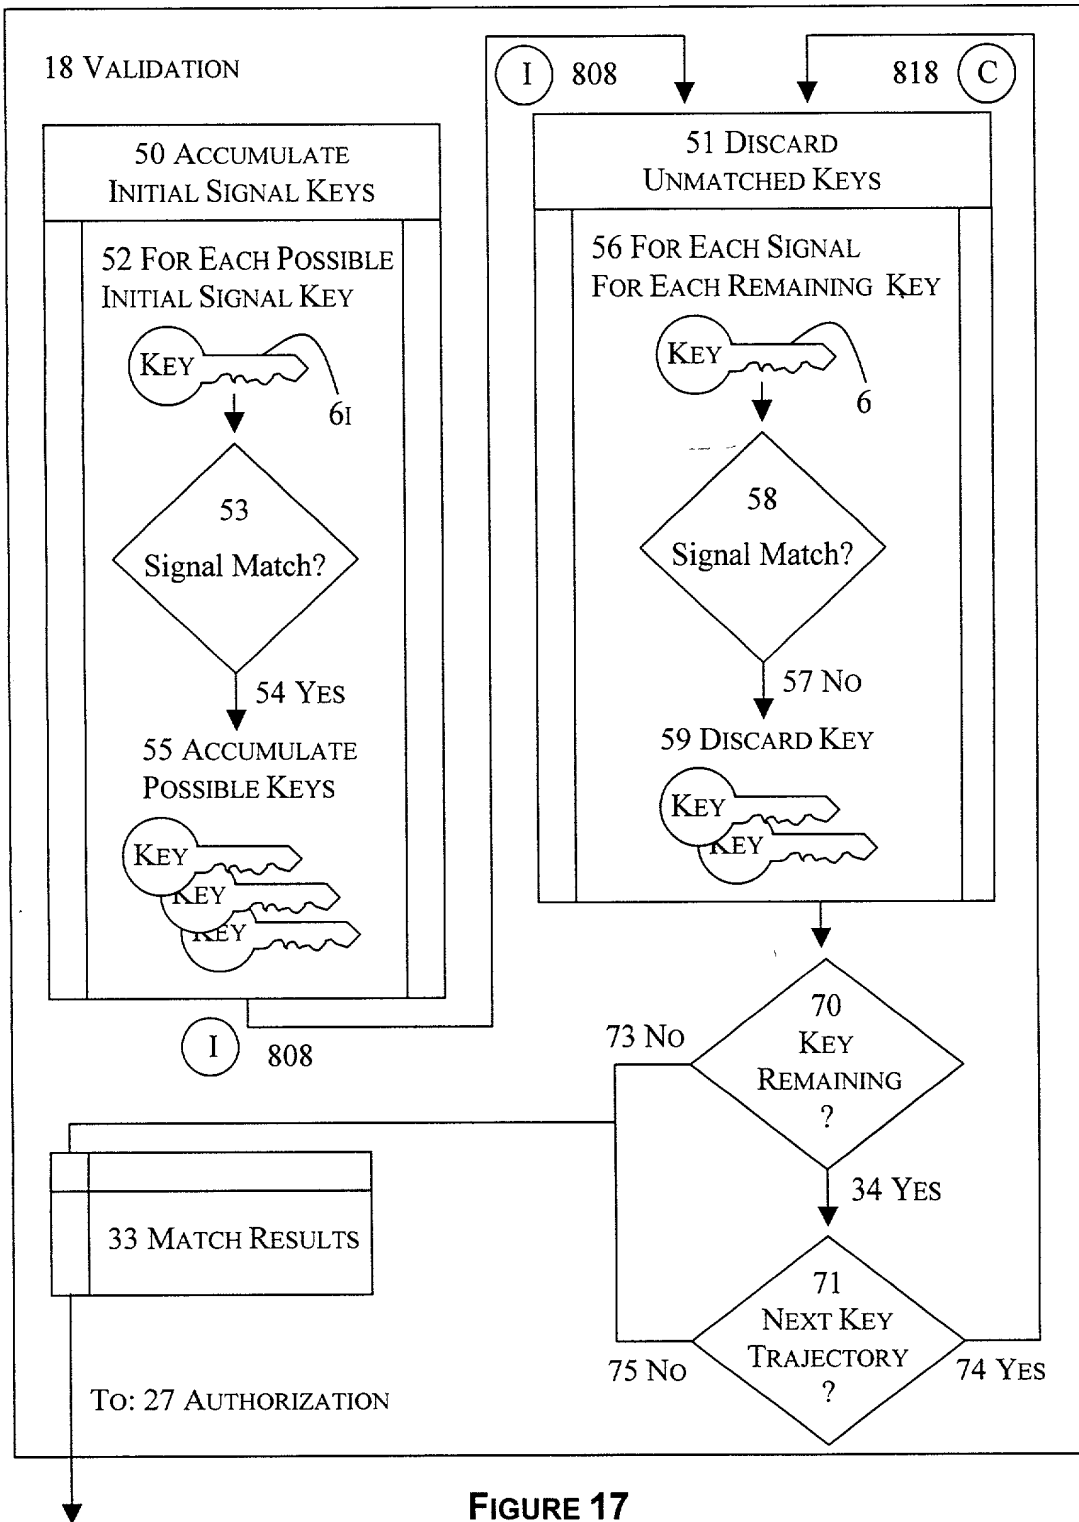 18 VALIDATION
I 808
818 C
50 ACCUMULATE
INITIAL SIGNAL KEYS
52 FOR EACH POSSIBLE
INITIAL SIGNAL KEY
KEY
6I
53
Signal Match?
54 YES
55 ACCUMULATE
POSSIBLE KEYS
KEY
KEY
KEY
I 808
51 DISCARD
UNMATCHED KEYS
56 FOR EACH SIGNAL
FOR EACH REMAINING KEY
KEY
6
58
Signal Match?
57 NO
59 DISCARD KEY
KEY
KEY
70
KEY
REMAINING
?
73 NO
34 YES
71
NEXT KEY
TRAJECTORY
?
75 NO
74 YES
33 MATCH RESULTS
TO: 27 AUTHORIZATION
FIGURE 17